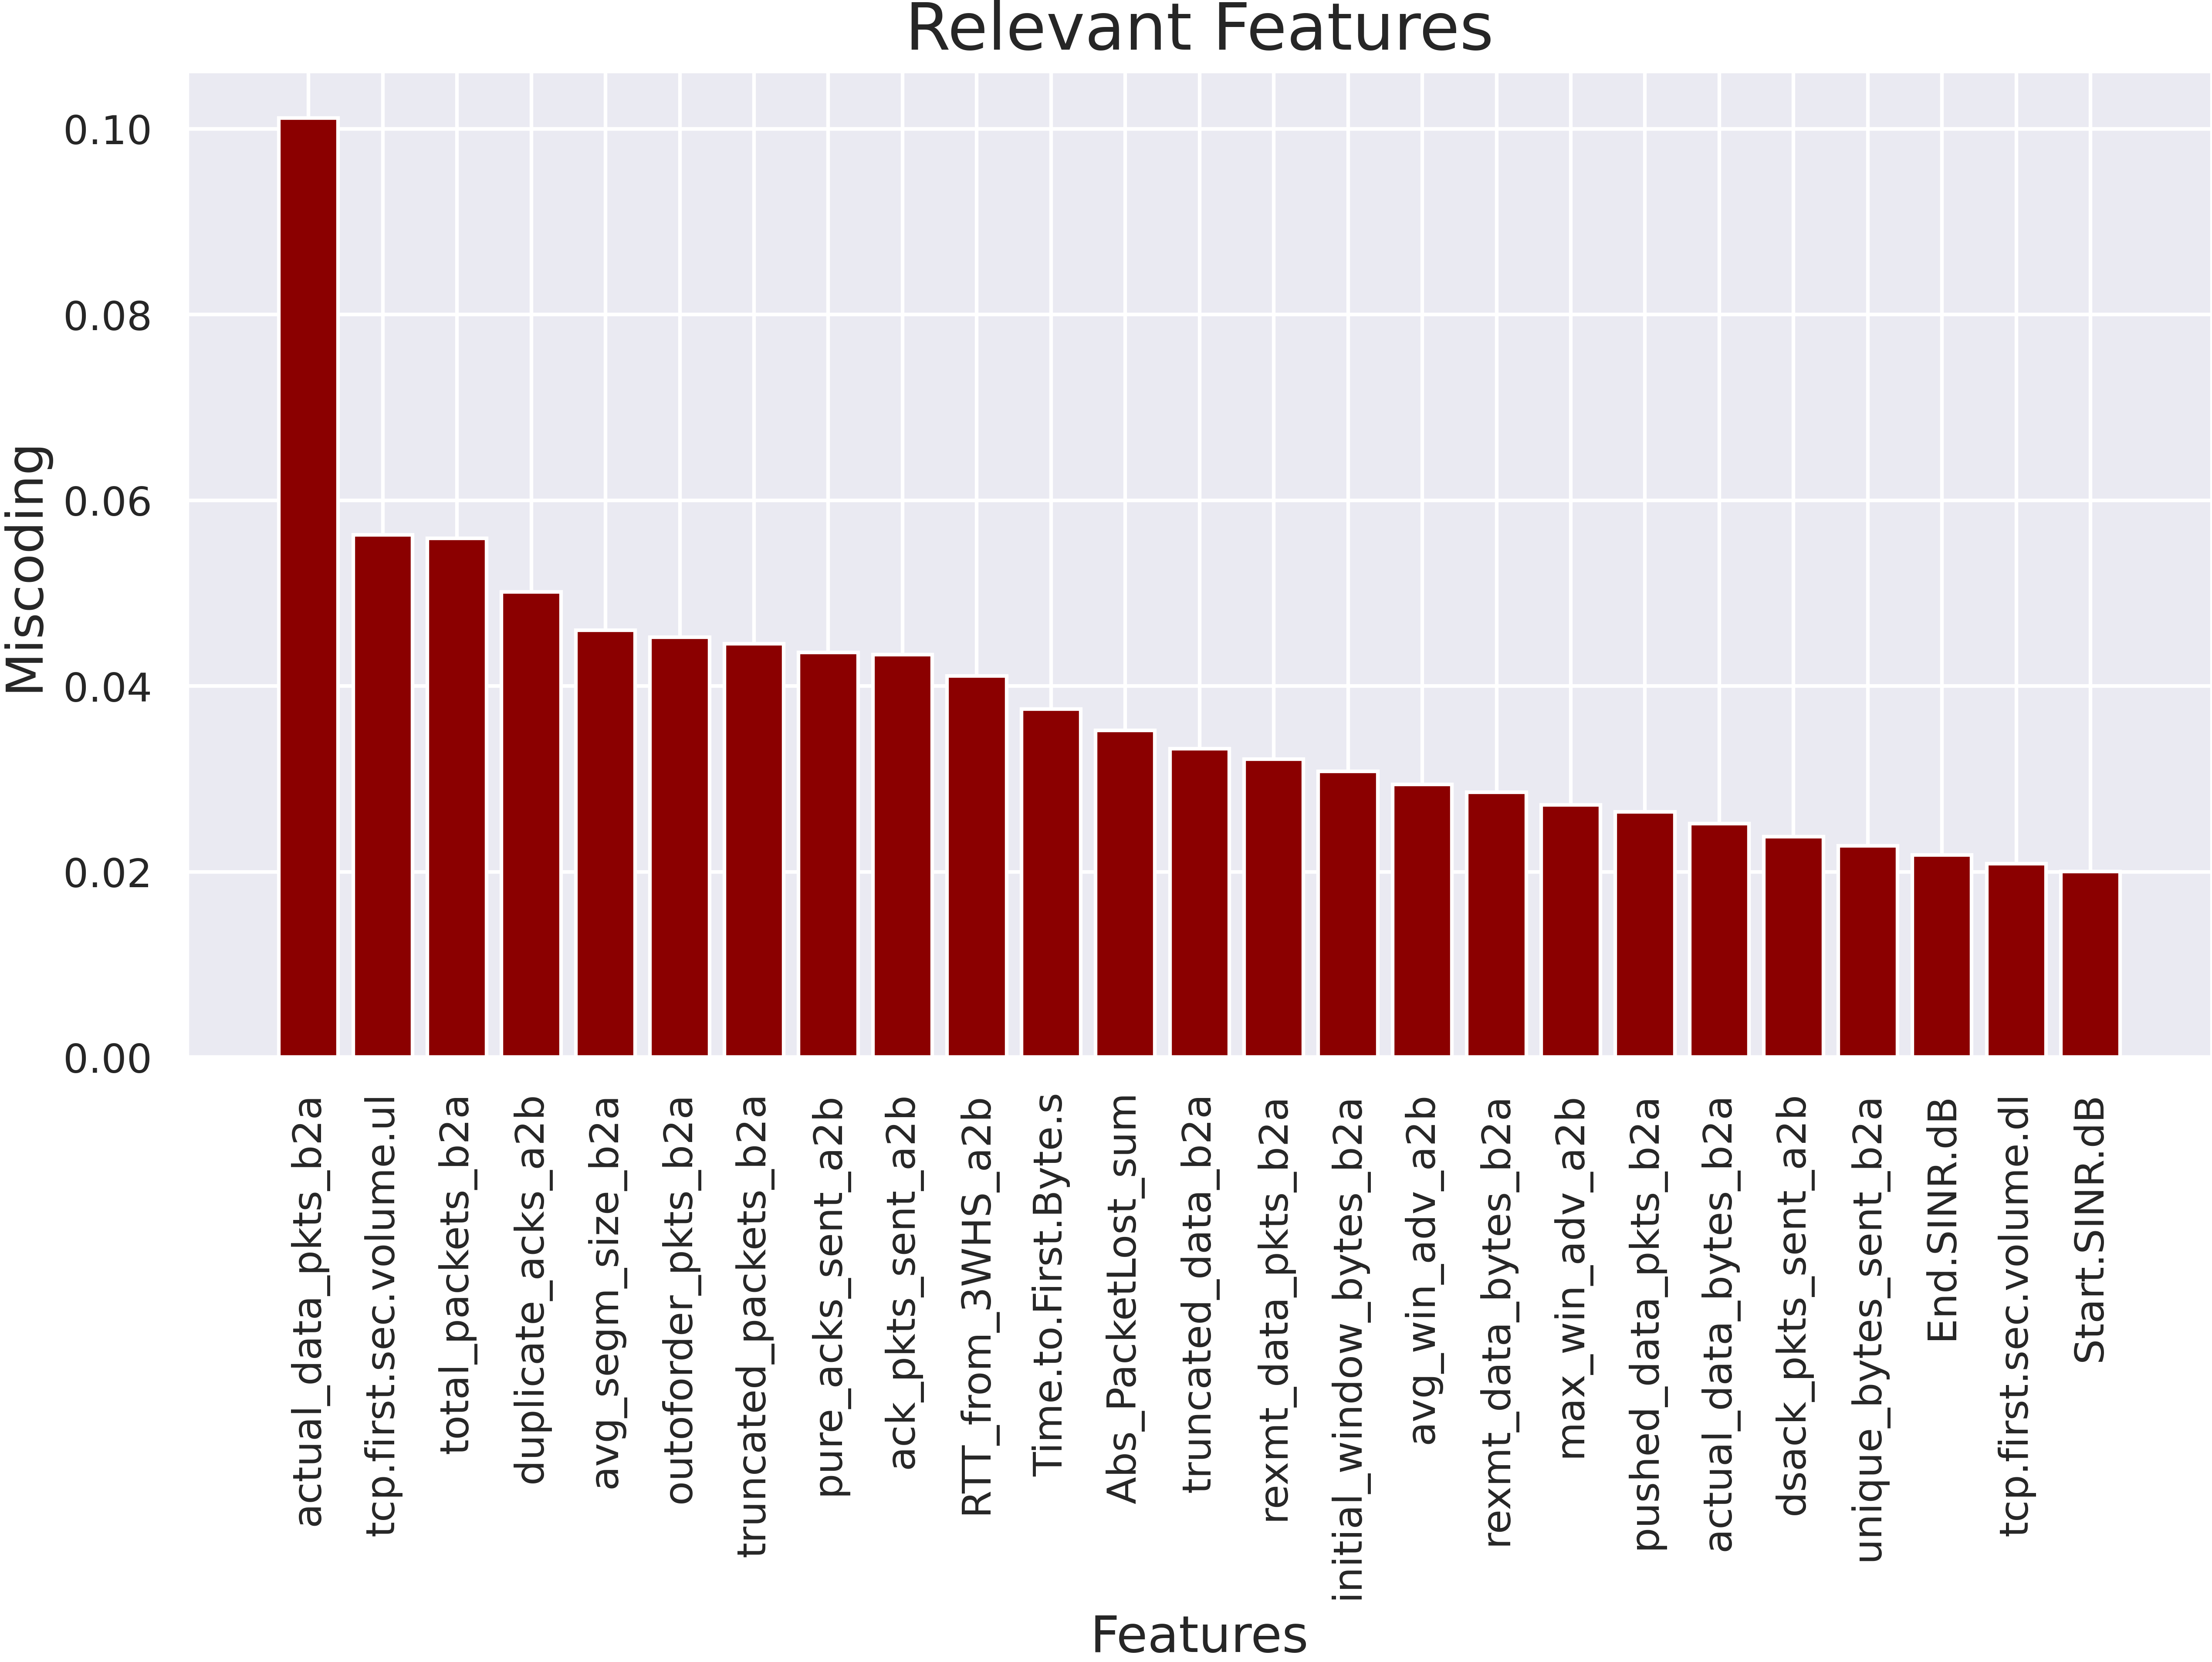 Relevant Features
Miscoding
0.10
0.08
0.06
0.04
0.02
0.00
actual_data_pkts_b2a
tcp.first.sec.volume.ul
total_packets_b2a
duplicate_acks_a2b
avg_segm_size_b2a
outoforder_pkts_b2a
truncated_packets_b2a
pure_acks_sent_a2b
ack_pkts_sent_a2b
RTT_from_3WHS_a2b
Time.to.First.Byte.s
Abs_PacketLost_sum
truncated_data_b2a
rexmt_data_pkts_b2a
initial_window_bytes_b2a
avg_win_adv_a2b
rexmt_data_bytes_b2a
max_win_adv_a2b
pushed_data_pkts_b2a
actual_data_bytes_b2a
dsack_pkts_sent_a2b
unique_bytes_sent_b2a
End.SINR.dB
tcp.first.sec.volume.dl
Start.SINR.dB
Features